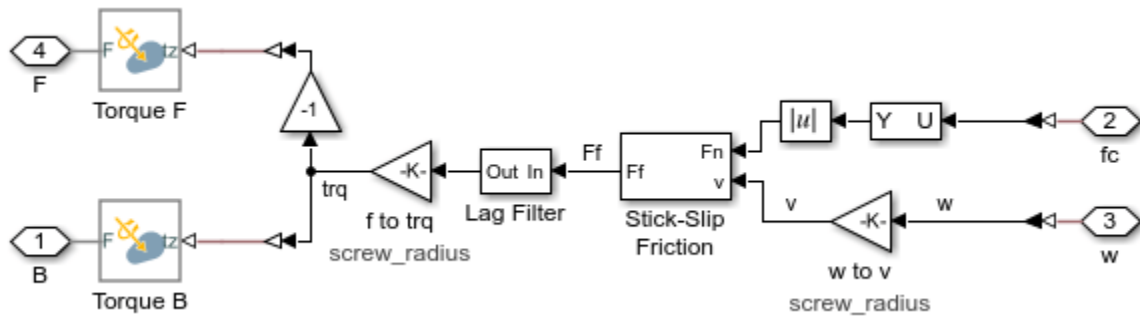 4
F
F
tz
Torque F
-1
|u|
Y U
2
fc
Fn
Ff
v
Stick-Slip
Friction
Ff
Out In
Lag Filter
-K-
f to trq
screw_radius
trq
v
-K-
w to v
screw_radius
w
3
w
1
B
F
tz
Torque B